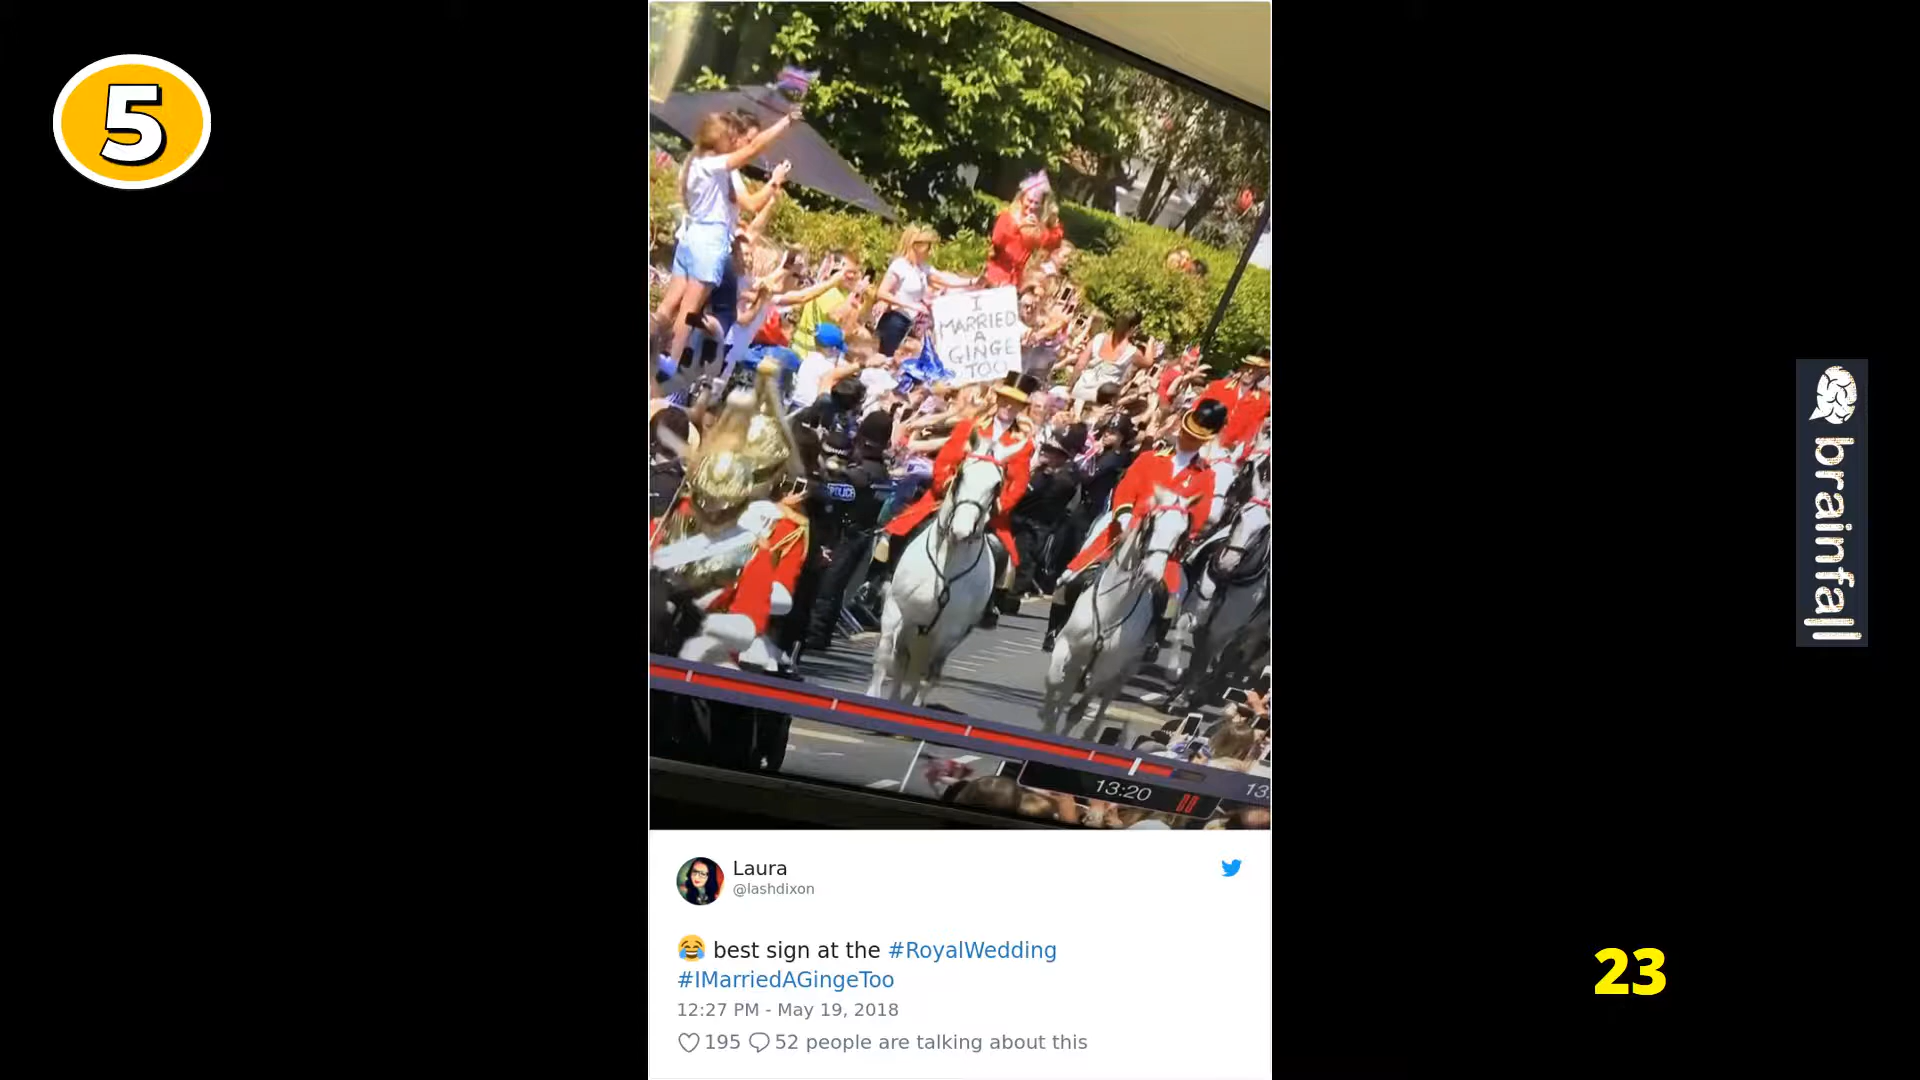 5
I
MARRIED
A
GINGE
TOO
POLICE
13:20
13:
brainfall
Laura
@lashdixon
😂 best sign at the #RoyalWedding
#IMarriedAGingeToo
12:27 PM - May 19, 2018
195 52 people are talking about this
23